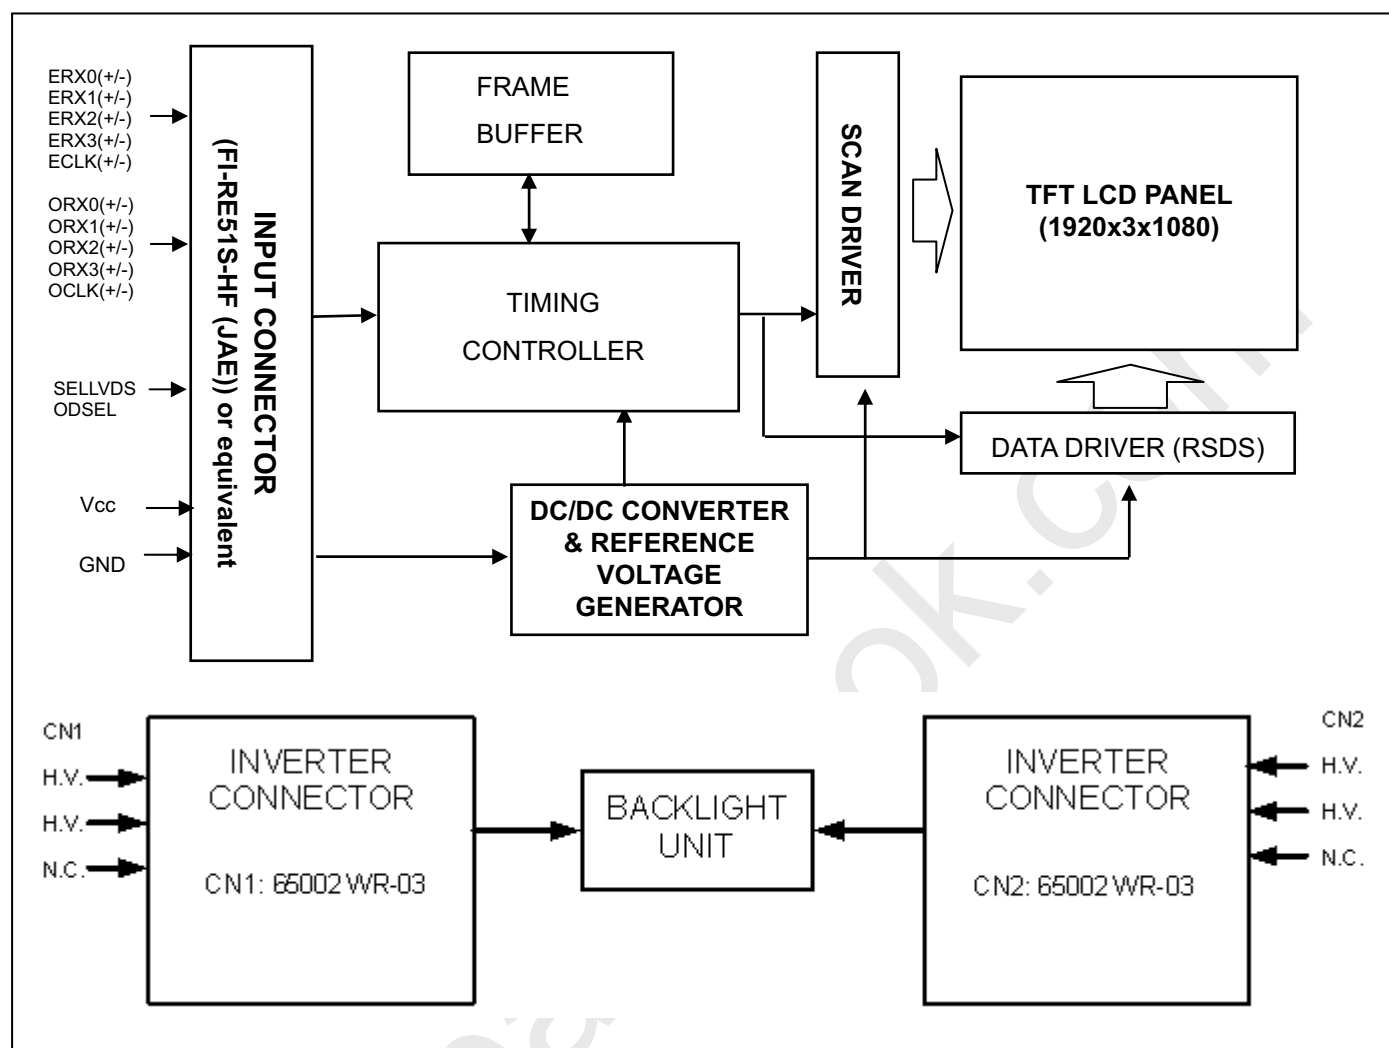 ERX0(+/-)
ERX1(+/-)
ERX2(+/-)
ERX3(+/-)
ECLK(+/-)
ORX0(+/-)
ORX1(+/-)
ORX2(+/-)
ORX3(+/-)
OCLK(+/-)
SELLVDS
ODSEL
Vcc
GND
INPUT CONNECTOR
(FI-RE51S-HF (JAE)) or equivalent
FRAME
BUFFER
TIMING
CONTROLLER
DC/DC CONVERTER
& REFERENCE
VOLTAGE
GENERATOR
SCAN DRIVER
TFT LCD PANEL
(1920x3x1080)
DATA DRIVER (RSDS)
CN1
H.V.
H.V.
N.C.
INVERTER
CONNECTOR
CN1: 65002WR-03
BACKLIGHT
UNIT
INVERTER
CONNECTOR
CN2: 65002WR-03
CN2
H.V.
H.V.
N.C.